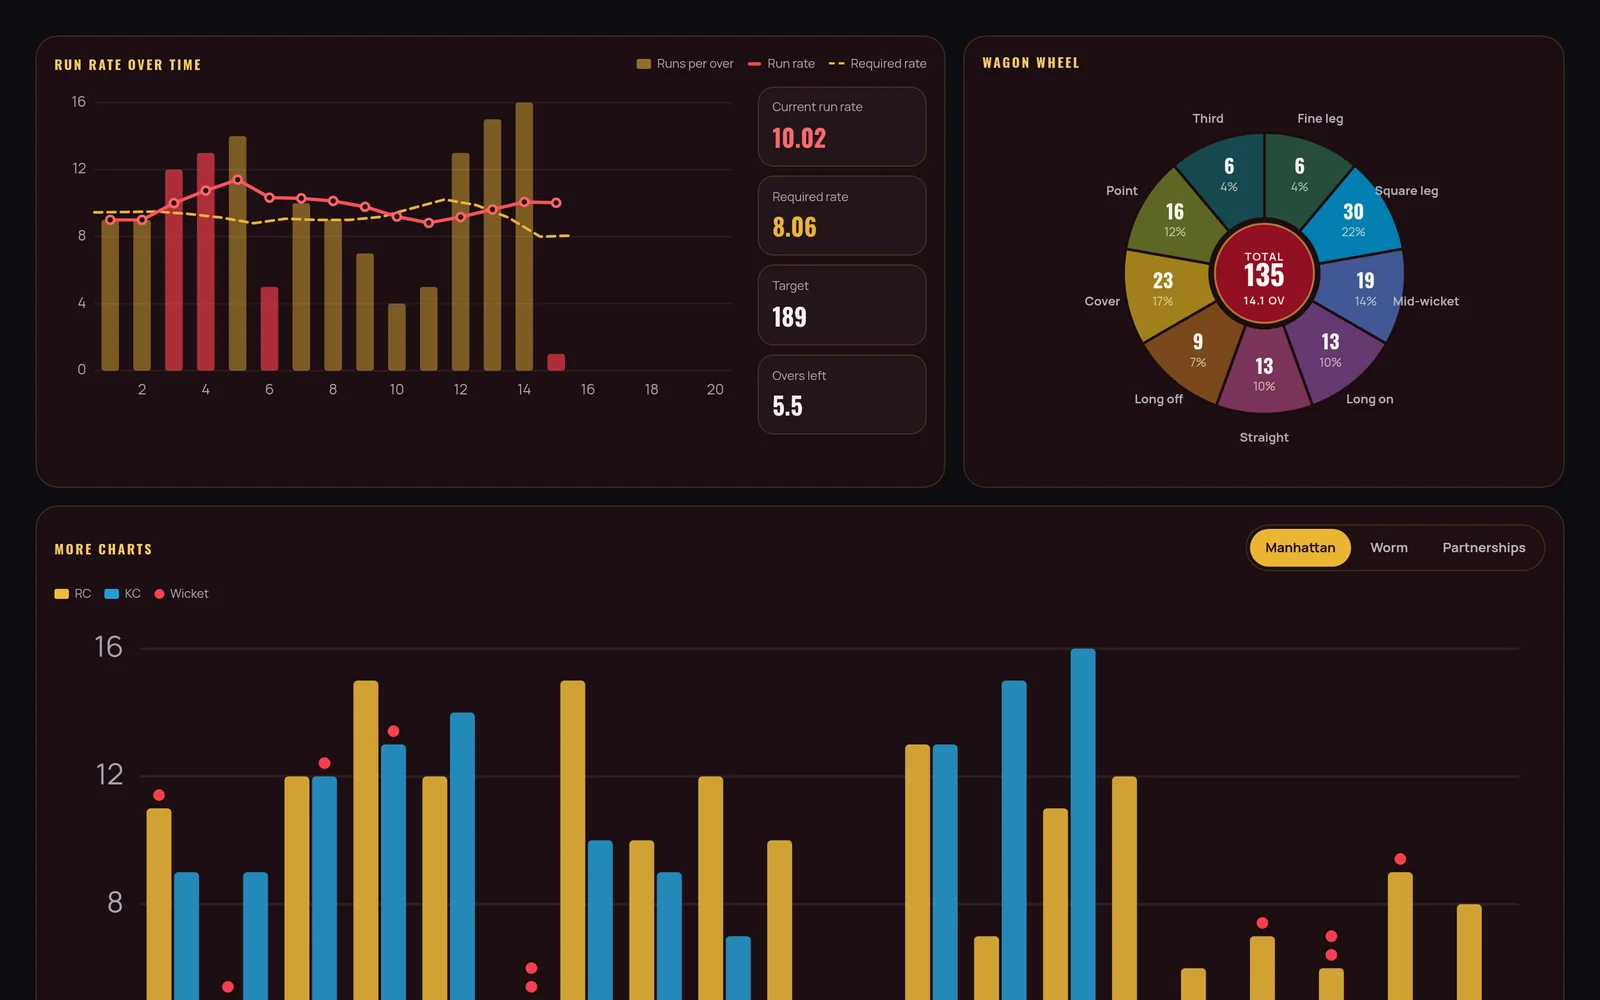 RUN RATE OVER TIME
Runs per over
Run rate
Required rate
16
12
8
4
0
2
4
6
8
10
12
14
16
18
20
Current run rate
10.02
Required rate
8.06
Target
189
Overs left
5.5
WAGON WHEEL
Third
Fine leg
Point
Square leg
Cover
Mid-wicket
Long off
Long on
Straight
6
4%
6
4%
16
12%
30
22%
23
17%
19
14%
9
7%
13
10%
13
10%
TOTAL
135
14.1 OV
MORE CHARTS
Manhattan
Worm
Partnerships
RC
KC
Wicket
16
12
8